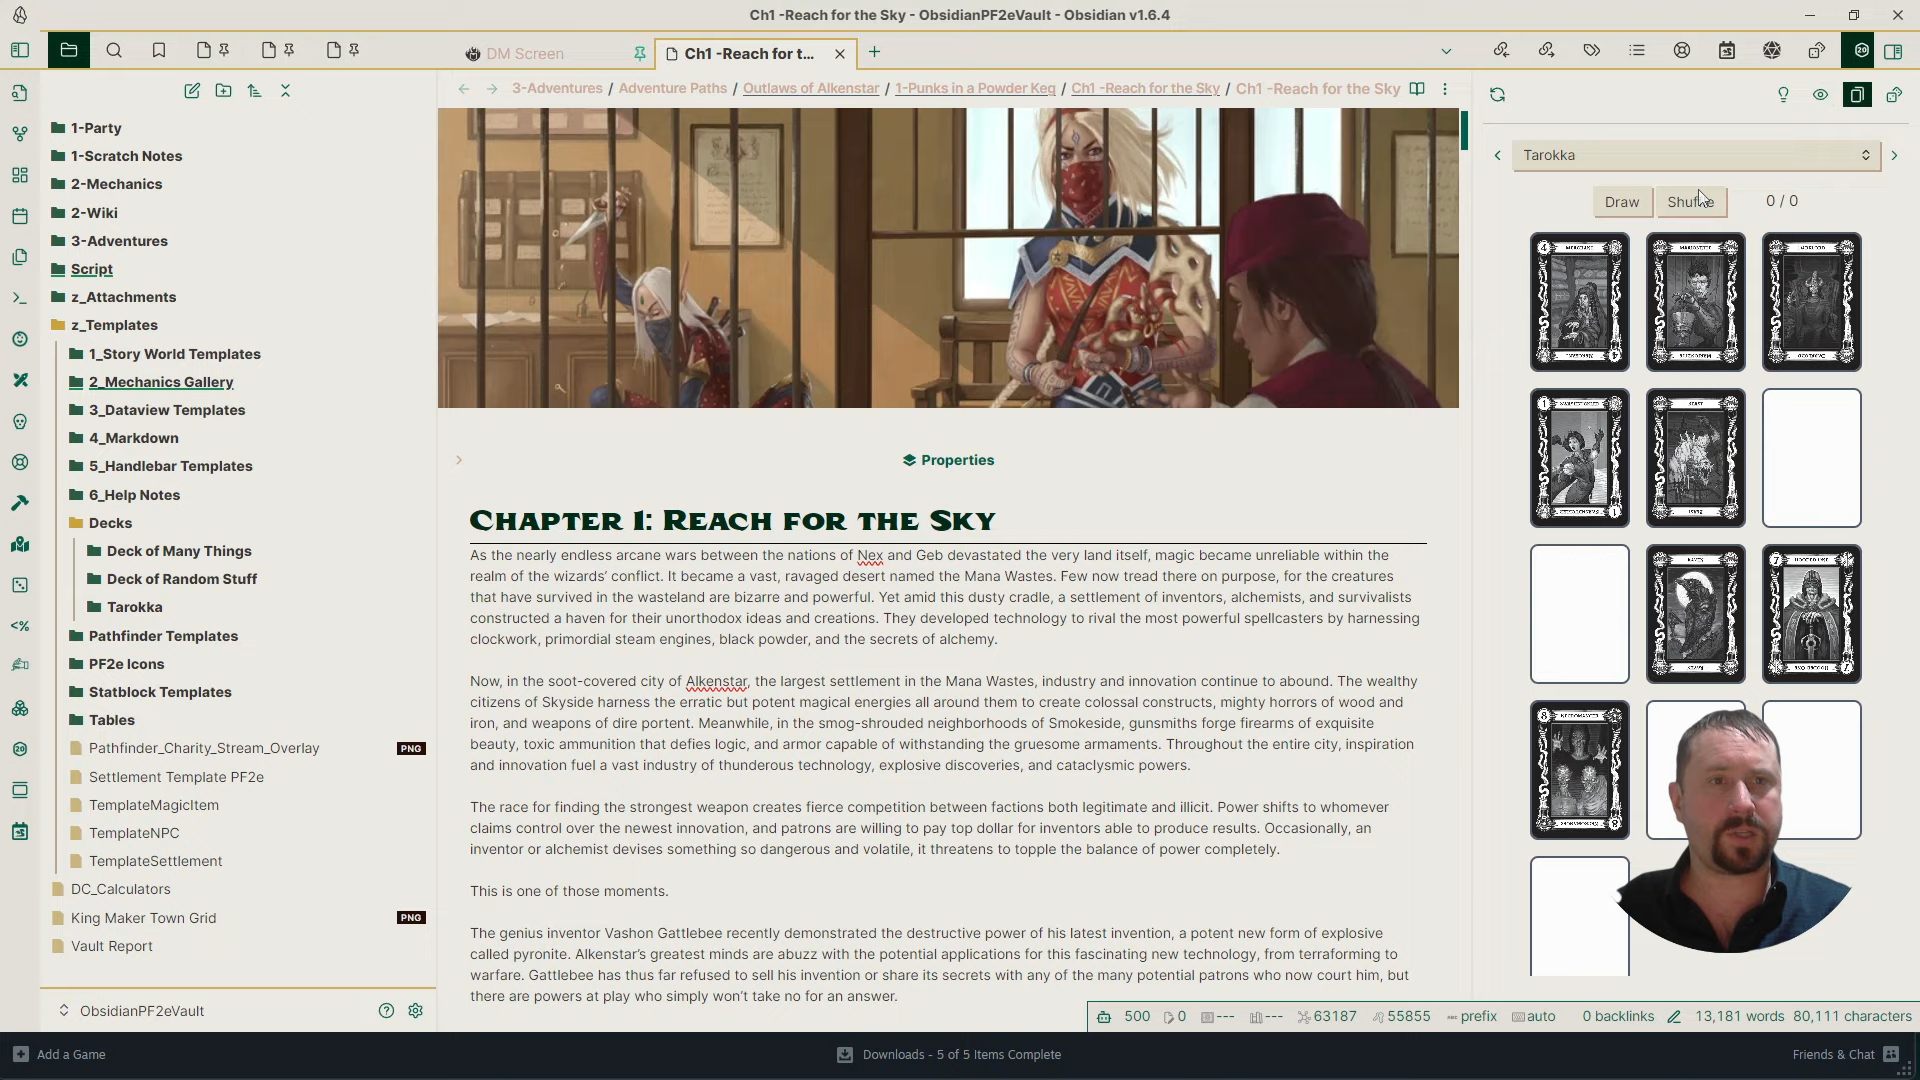 Ch1 -Reach for the Sky - ObsidianPF2eVault - Obsidian v1.6.4
DM Screen
Ch1 -Reach for t...
3-Adventures / Adventure Paths / Outlaws of Alkenstar / 1-Punks in a Powder Keg / Ch1 -Reach for the Sky / Ch1 -Reach for the Sky
1-Party
1-Scratch Notes
2-Mechanics
2-Wiki
3-Adventures
Script
z_Attachments
z_Templates
1_Story World Templates
2_Mechanics Gallery
3_Dataview Templates
4_Markdown
5_Handlebar Templates
6_Help Notes
Decks
Deck of Many Things
Deck of Random Stuff
Tarokka
Pathfinder Templates
PF2e Icons
Statblock Templates
Tables
Pathfinder_Charity_Stream_Overlay PNG
Settlement Template PF2e
TemplateMagicItem
TemplateNPC
TemplateSettlement
DC_Calculators
King Maker Town Grid PNG
Vault Report
ObsidianPF2eVault
Properties
Chapter 1: Reach for the Sky
As the nearly endless arcane wars between the nations of Nex and Geb devastated the very land itself, magic became unreliable within the
realm of the wizards' conflict. It became a vast, ravaged desert named the Mana Wastes. Few now tread there on purpose, for the creatures
that have survived in the wasteland are bizarre and powerful. Yet amid this dusty cradle, a settlement of inventors, alchemists, and survivalists
constructed a haven for their unorthodox ideas and creations. They developed technology to rival the most powerful spellcasters by harnessing
clockwork, primordial steam engines, black powder, and the secrets of alchemy.
Now, in the soot-covered city of Alkenstar, the largest settlement in the Mana Wastes, industry and innovation continue to abound. The wealthy
citizens of Skyside harness the erratic but potent magical energies all around them to create colossal constructs, mighty horrors of wood and
iron, and weapons of dire portent. Meanwhile, in the smog-shrouded neighborhoods of Smokeside, gunsmiths forge firearms of exquisite
beauty, toxic ammunition that defies logic, and armor capable of withstanding the gruesome armaments. Throughout the entire city, inspiration
and innovation fuel a vast industry of thunderous technology, explosive discoveries, and cataclysmic powers.
The race for finding the strongest weapon creates fierce competition between factions both legitimate and illicit. Power shifts to whomever
claims control over the newest innovation, and patrons are willing to pay top dollar for inventors able to produce results. Occasionally, an
inventor or alchemist devises something so dangerous and volatile, it threatens to topple the balance of power completely.
This is one of those moments.
The genius inventor Vashon Gattlebee recently demonstrated the destructive power of his latest invention, a potent new form of explosive
called pyronite. Alkenstar's greatest minds are abuzz with the potential applications for this fascinating new technology, from terraforming to
warfare. Gattlebee has thus far refused to sell his invention or share its secrets with any of the many potential patrons who now court him, but
there are powers at play who simply won't take no for an answer.
20
Tarokka
Draw Shuffle 0 / 0
4
1
BEAST
RAVEN
7
8
500 0 --- --- 63187 55855 prefix auto 0 backlinks 13,181 words 80,111 characters
Add a Game
Downloads - 5 of 5 Items Complete
Friends & Chat